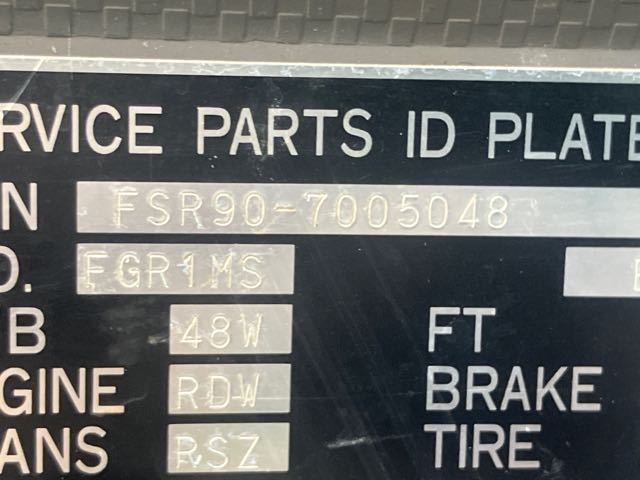 RVICE PARTS ID PLATE
N FSR90-7005048
D. FGR1MS
B 48W FT
GINE RDW BRAKE
ANS RSZ TIRE